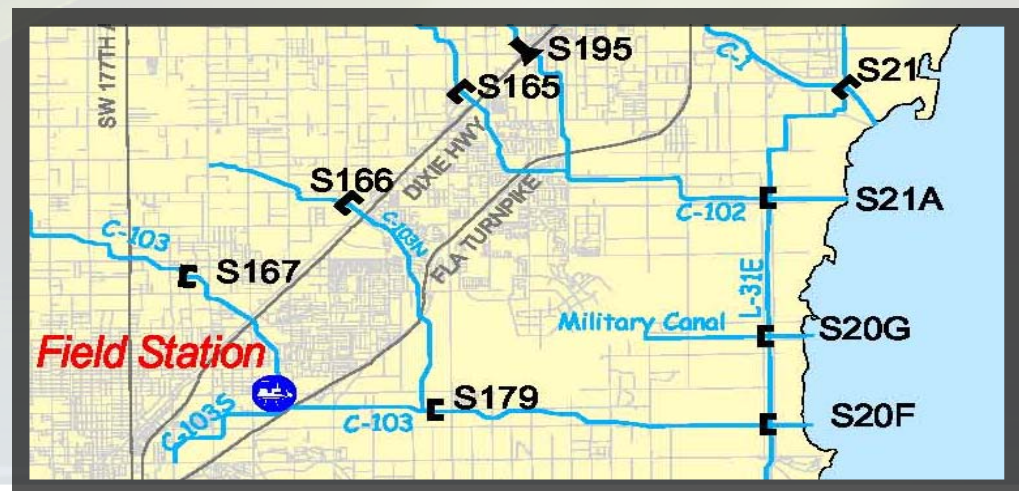 SW 177TH A
S195
C-1
S21
S165
DIXIE HWY
S166
C-102
S21A
C-103N
FLA TURNPIKE
C-103
S167
L-31E
Military Canal
S20G
Field Station
S179
C-103S
C-103
S20F